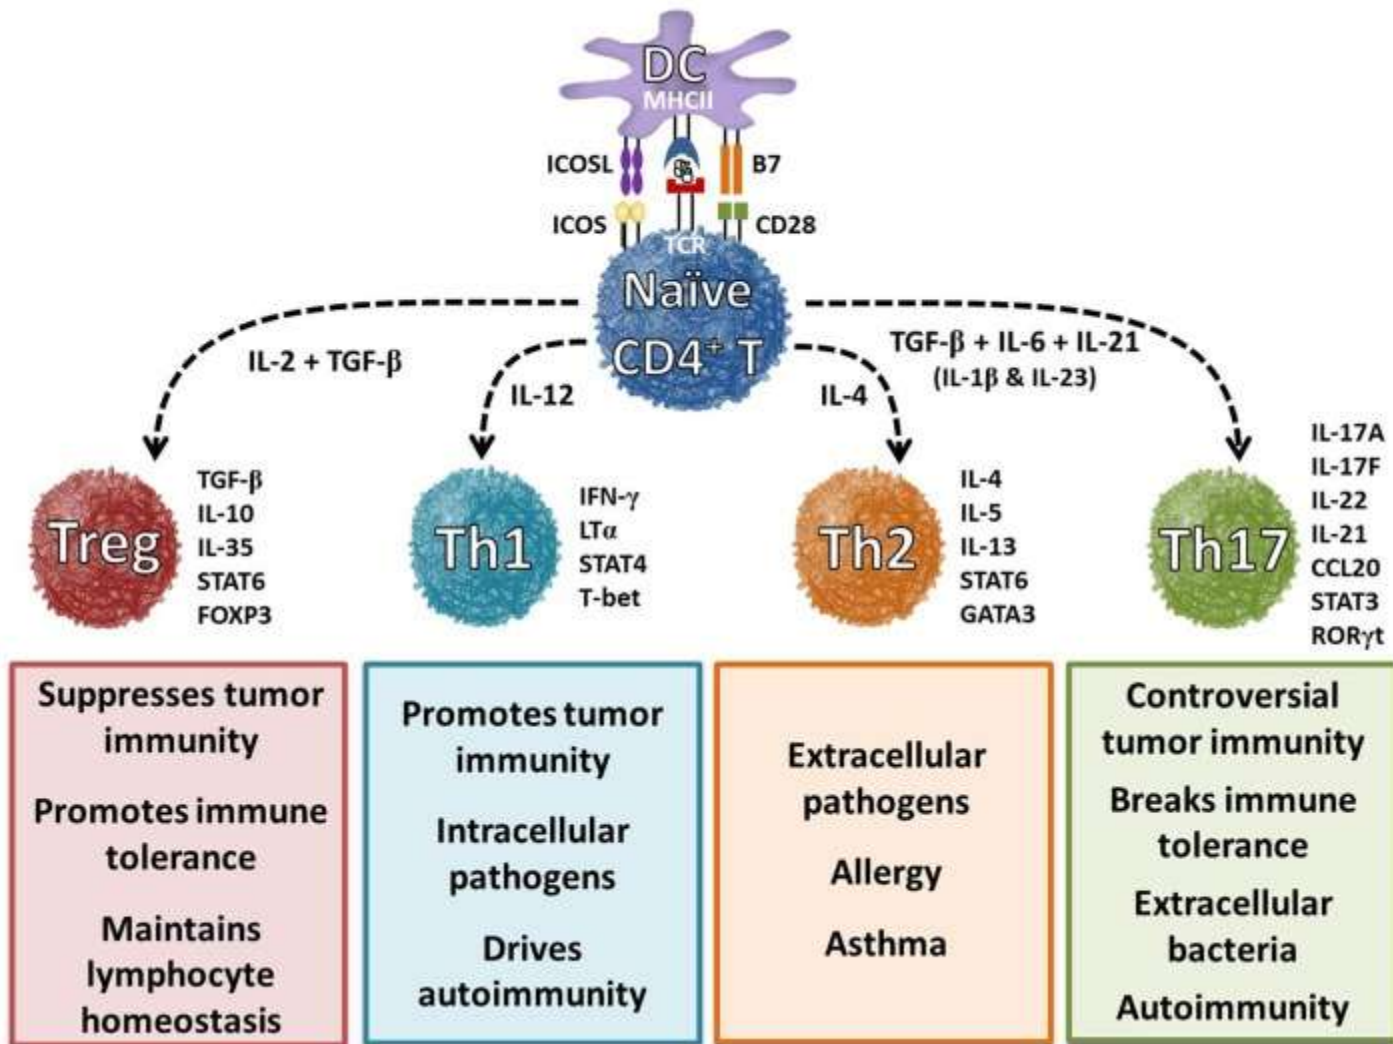 DC
MHCII
ICOSL
B7
ICOS
CD28
TCR
Naïve
CD4⁺ T
IL-2 + TGF-β
IL-12
IL-4
TGF-β + IL-6 + IL-21
(IL-1β & IL-23)
Treg
TGF-β
IL-10
IL-35
STAT6
FOXP3
Th1
IFN-γ
LTα
STAT4
T-bet
Th2
IL-4
IL-5
IL-13
STAT6
GATA3
Th17
IL-17A
IL-17F
IL-22
IL-21
CCL20
STAT3
RORγt
Suppresses tumor
immunity
Promotes immune
tolerance
Maintains
lymphocyte
homeostasis
Promotes tumor
immunity
Intracellular
pathogens
Drives
autoimmunity
Extracellular
pathogens
Allergy
Asthma
Controversial
tumor immunity
Breaks immune
tolerance
Extracellular
bacteria
Autoimmunity